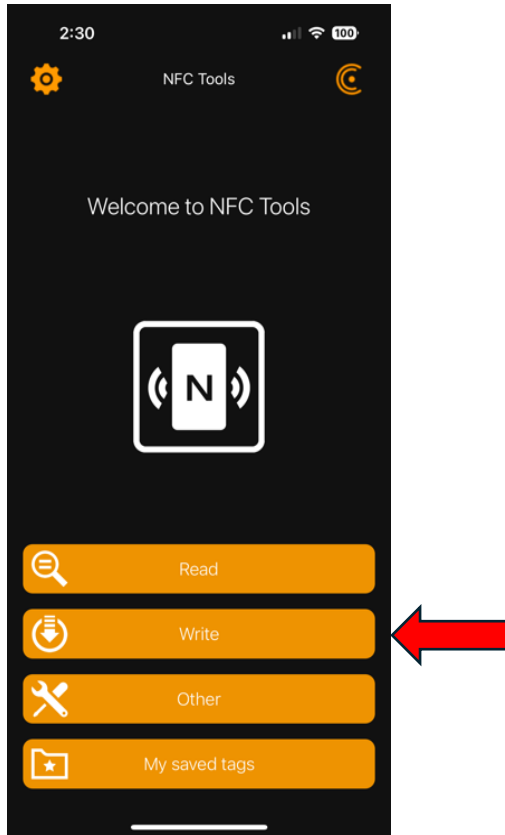 2:30
100
NFC Tools
Welcome to NFC Tools
N
Read
Write
Other
My saved tags